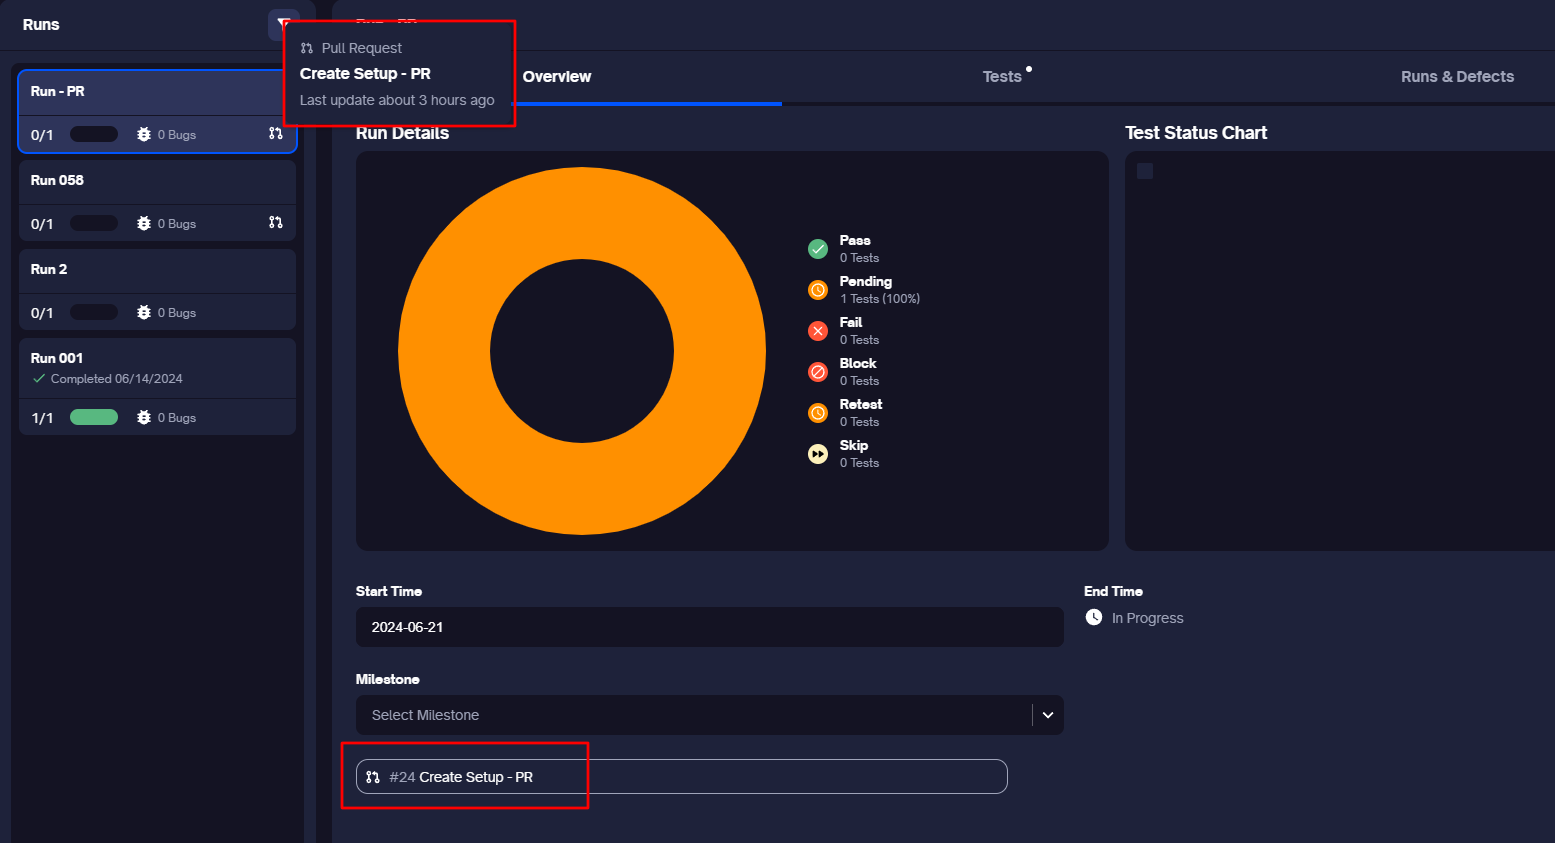 Runs
Run - PR
0/1
0 Bugs
Run 058
0/1
0 Bugs
Run 2
0/1
0 Bugs
Run 001
Completed 06/14/2024
1/1
0 Bugs
Pull Request
Create Setup - PR
Last update about 3 hours ago
Overview
Tests
Runs & Defects
Run Details
Pass
0 Tests
Pending
1 Tests (100%)
Fail
0 Tests
Block
0 Tests
Retest
0 Tests
Skip
0 Tests
Test Status Chart
Start Time
2024-06-21
End Time
In Progress
Milestone
Select Milestone
#24 Create Setup - PR